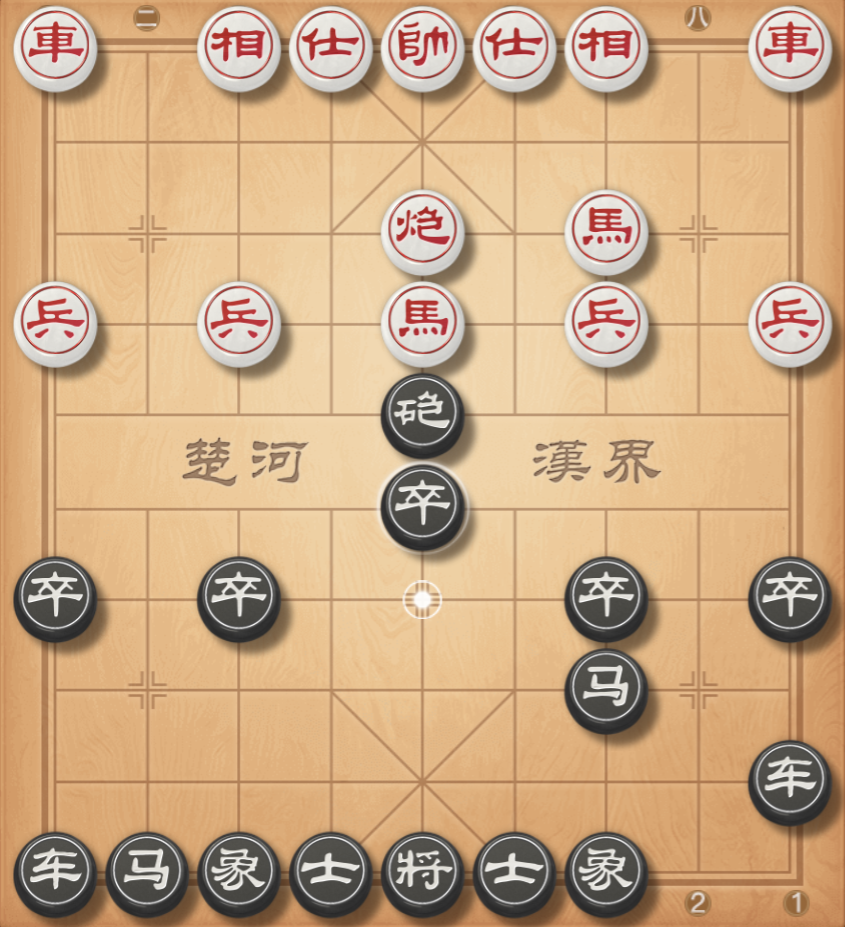 二 八
車 相 仕 帥 仕 相 車
炮 馬
兵 兵 馬 兵 兵
砲
楚河 漢界
卒
卒 卒 卒 卒
马
车
车 马 象 士 将 士 象
2 1